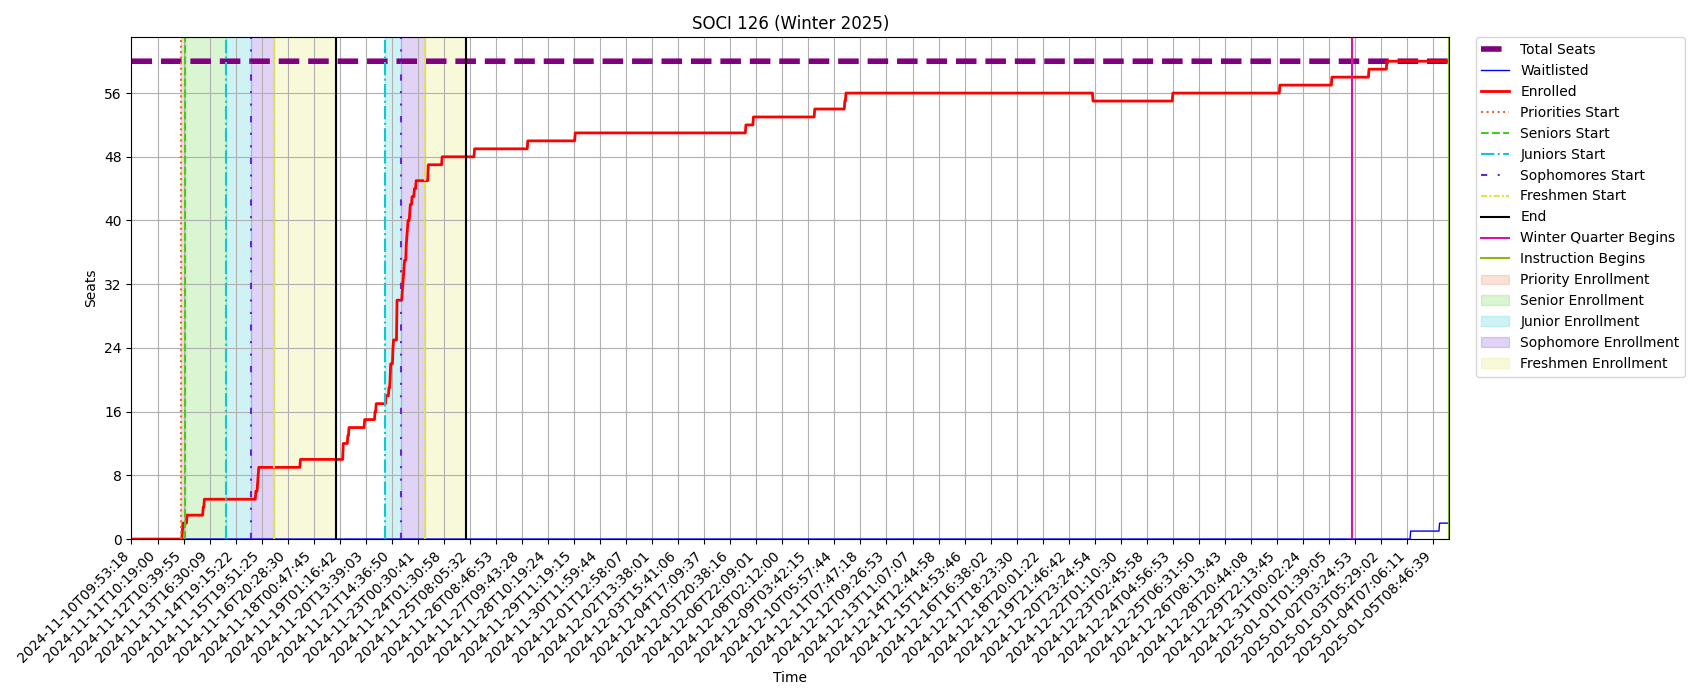 SOCI 126 (Winter 2025)
Seats
56
48
40
32
24
16
8
0
2024-11-10T09:53:18
2024-11-11T10:19:00
2024-11-12T10:39:55
2024-11-13T16:30:09
2024-11-14T19:15:22
2024-11-15T19:51:25
2024-11-16T20:28:30
2024-11-18T00:47:45
2024-11-19T01:16:42
2024-11-20T13:39:03
2024-11-21T14:36:50
2024-11-23T00:30:41
2024-11-24T01:30:58
2024-11-25T08:05:32
2024-11-26T08:46:53
2024-11-27T09:43:28
2024-11-28T10:19:24
2024-11-29T11:19:15
2024-11-30T11:59:44
2024-12-01T12:58:07
2024-12-02T13:38:01
2024-12-03T15:41:06
2024-12-04T17:09:37
2024-12-05T20:38:16
2024-12-06T22:09:01
2024-12-08T02:12:00
2024-12-09T03:42:15
2024-12-10T05:57:44
2024-12-11T07:47:18
2024-12-12T09:26:53
2024-12-13T11:07:07
2024-12-14T12:44:58
2024-12-15T14:53:46
2024-12-16T16:38:02
2024-12-17T18:23:30
2024-12-18T20:01:22
2024-12-19T21:46:42
2024-12-20T23:24:54
2024-12-22T01:10:30
2024-12-23T02:45:58
2024-12-24T04:56:53
2024-12-25T06:31:50
2024-12-26T08:13:43
2024-12-28T20:44:08
2024-12-29T22:13:45
2024-12-31T00:02:24
2025-01-01T01:39:05
2025-01-02T03:24:53
2025-01-03T05:29:02
2025-01-04T07:06:11
2025-01-05T08:46:39
Time
Total Seats
Waitlisted
Enrolled
Priorities Start
Seniors Start
Juniors Start
Sophomores Start
Freshmen Start
End
Winter Quarter Begins
Instruction Begins
Priority Enrollment
Senior Enrollment
Junior Enrollment
Sophomore Enrollment
Freshmen Enrollment